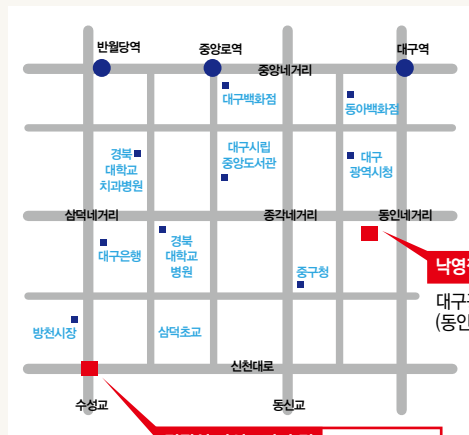 반월당역
중앙로역
대구역
중앙네거리
대구백화점
동아백화점
경북
대학교
치과병원
대구시립
중앙도서관
대구
광역시청
삼덕네거리
종각네거리
동인네거리
대구은행
경북
대학교
병원
중구청
낙영
대구
(동인
방천시장
삼덕초교
신천대로
수성교
동신교